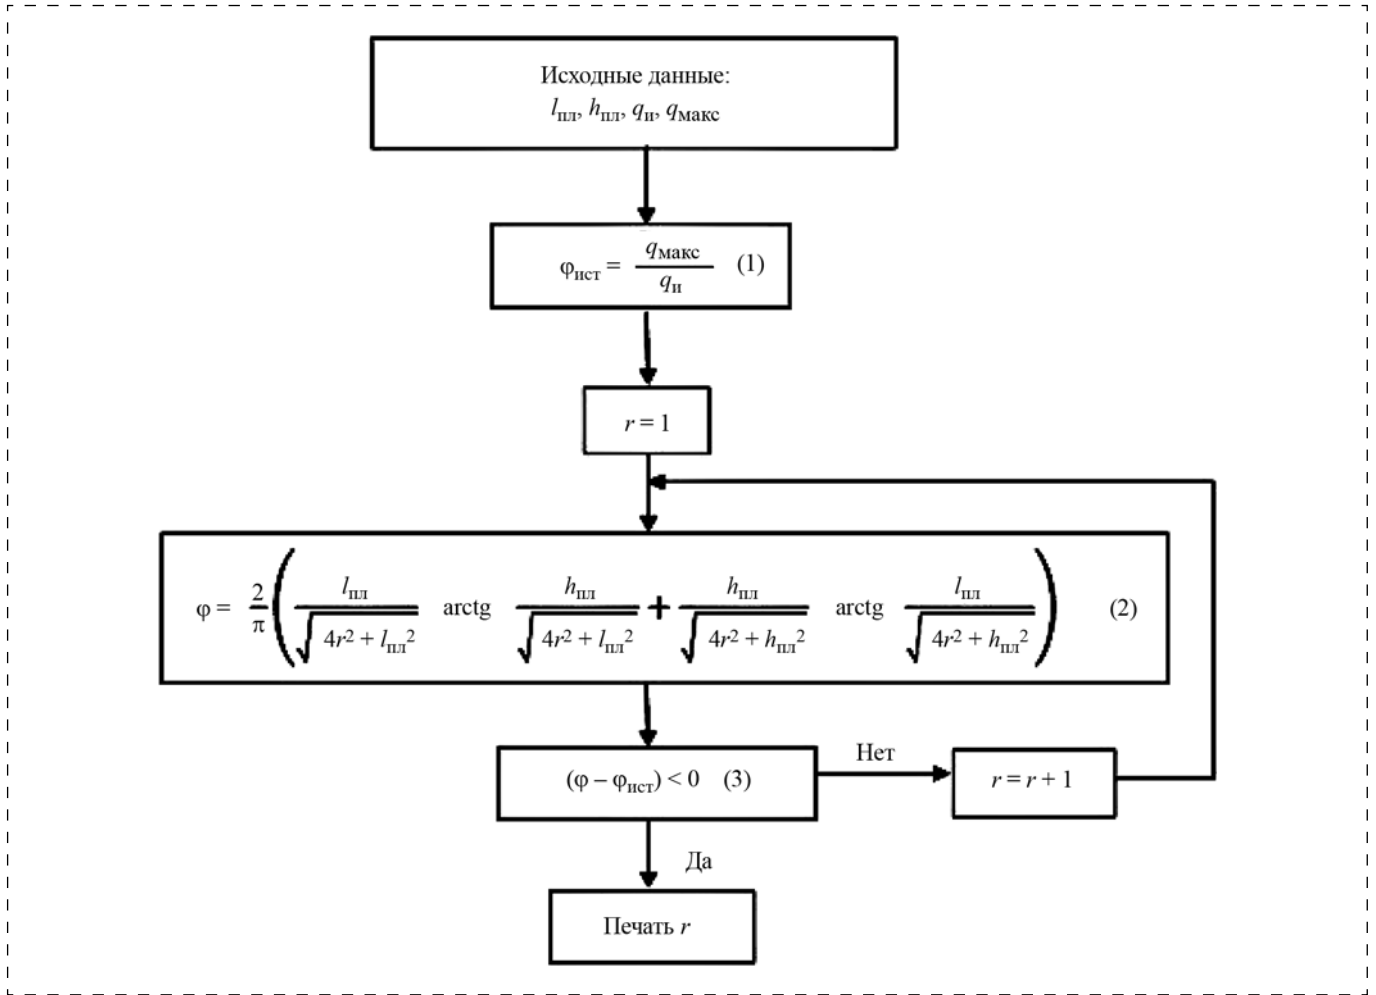 Исходные данные:
lпл, hпл, qи, qмакс
φист = qмакс / qи (1)
r = 1
φ = 2/π (lпл / √(4r² + lпл²) arctg hпл / √(4r² + lпл²) + hпл / √(4r² + hпл²) arctg lпл / √(4r² + hпл²)) (2)
(φ – φист) < 0 (3)
Нет
r = r + 1
Да
Печать r